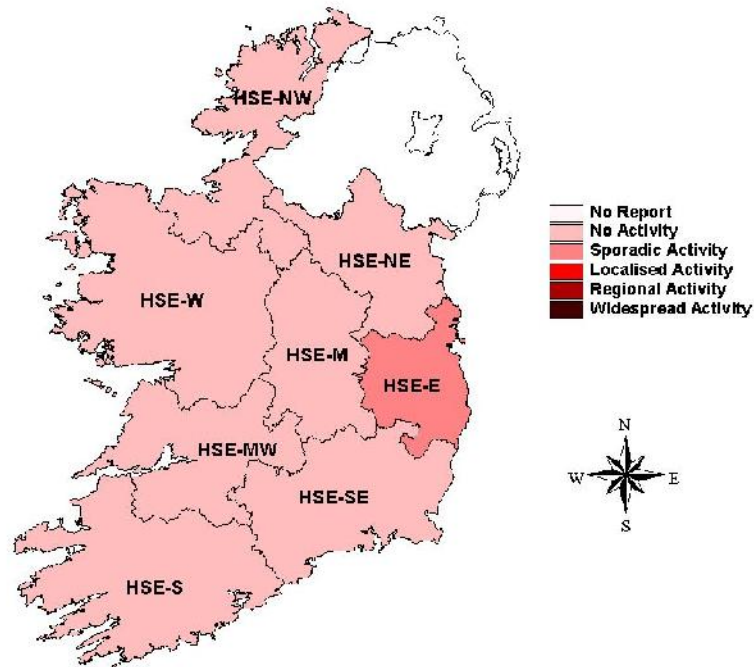 HSE-NW
No Report
No Activity
Sporadic Activity
Localised Activity
Regional Activity
Widespread Activity
HSE-NE
HSE-W
HSE-M
HSE-E
HSE-MW
HSE-SE
HSE-S
N
W
E
S